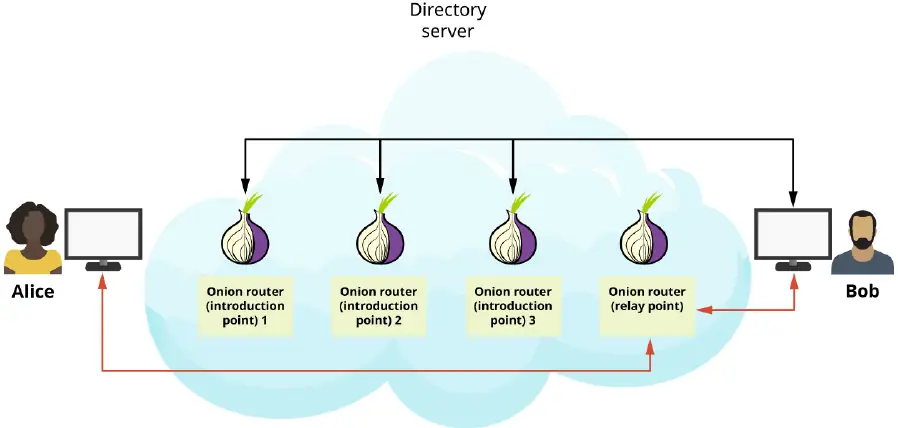 Directory
server
Alice
Onion router
(introduction
point) 1
Onion router
(introduction
point) 2
Onion router
(introduction
point) 3
Onion router
(relay point)
Bob